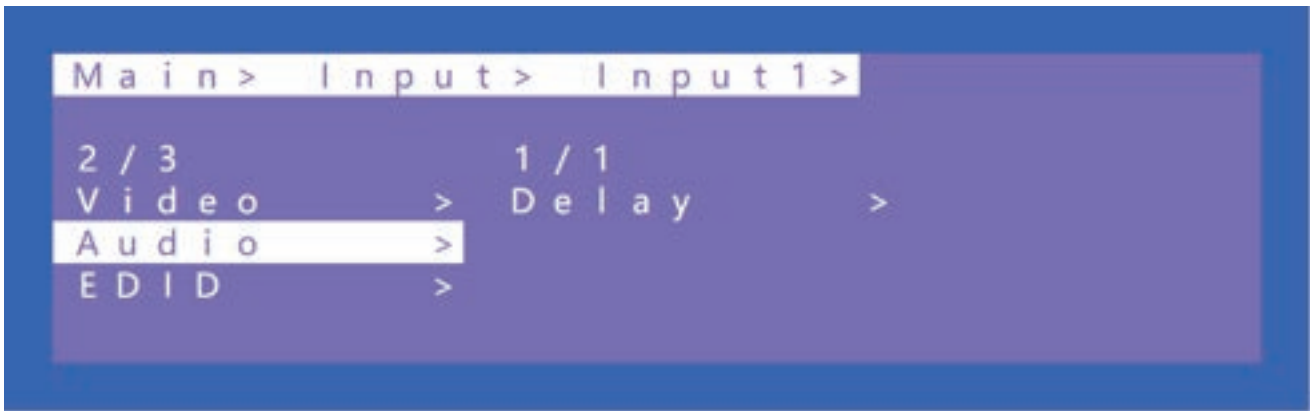 Main> Input> Input1>
2/3 1/1
Video > Delay >
Audio >
EDID >